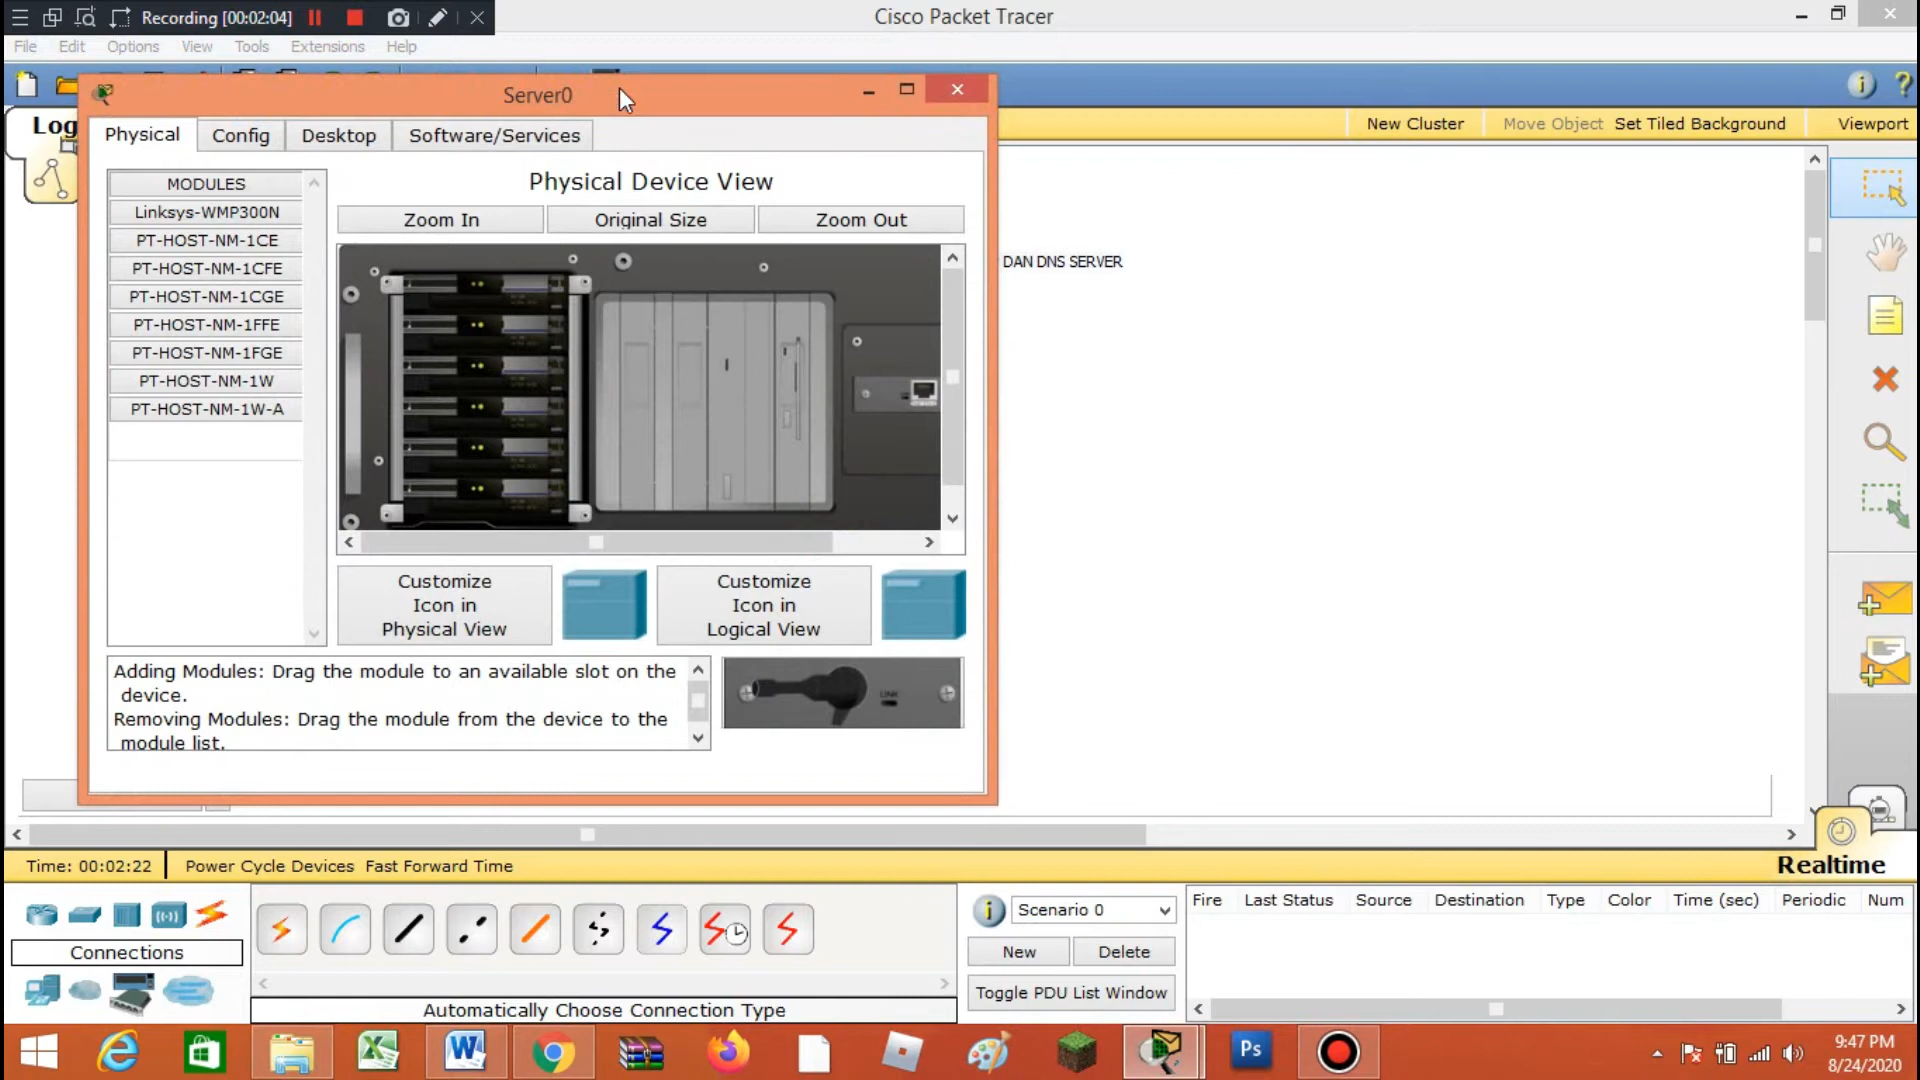 Recording [00:02:04]
Cisco Packet Tracer
File Edit Options View Tools Extensions Help
Server0
Log
New Cluster Move Object Set Tiled Background Viewport
Physical Config Desktop Software/Services
MODULES
Linksys-WMP300N
PT-HOST-NM-1CE
PT-HOST-NM-1CFE
PT-HOST-NM-1CGE
PT-HOST-NM-1FFE
PT-HOST-NM-1FGE
PT-HOST-NM-1W
PT-HOST-NM-1W-A
Physical Device View
Zoom In Original Size Zoom Out
DAN DNS SERVER
Customize
Icon in
Physical View
Customize
Icon in
Logical View
Adding Modules: Drag the module to an available slot on the
device.
Removing Modules: Drag the module from the device to the
module list.
LINK
Time: 00:02:22 Power Cycle Devices Fast Forward Time
Realtime
Connections
Automatically Choose Connection Type
Scenario 0
New Delete
Toggle PDU List Window
Fire Last Status Source Destination Type Color Time (sec) Periodic Num
Ps
9:47 PM
8/24/2020